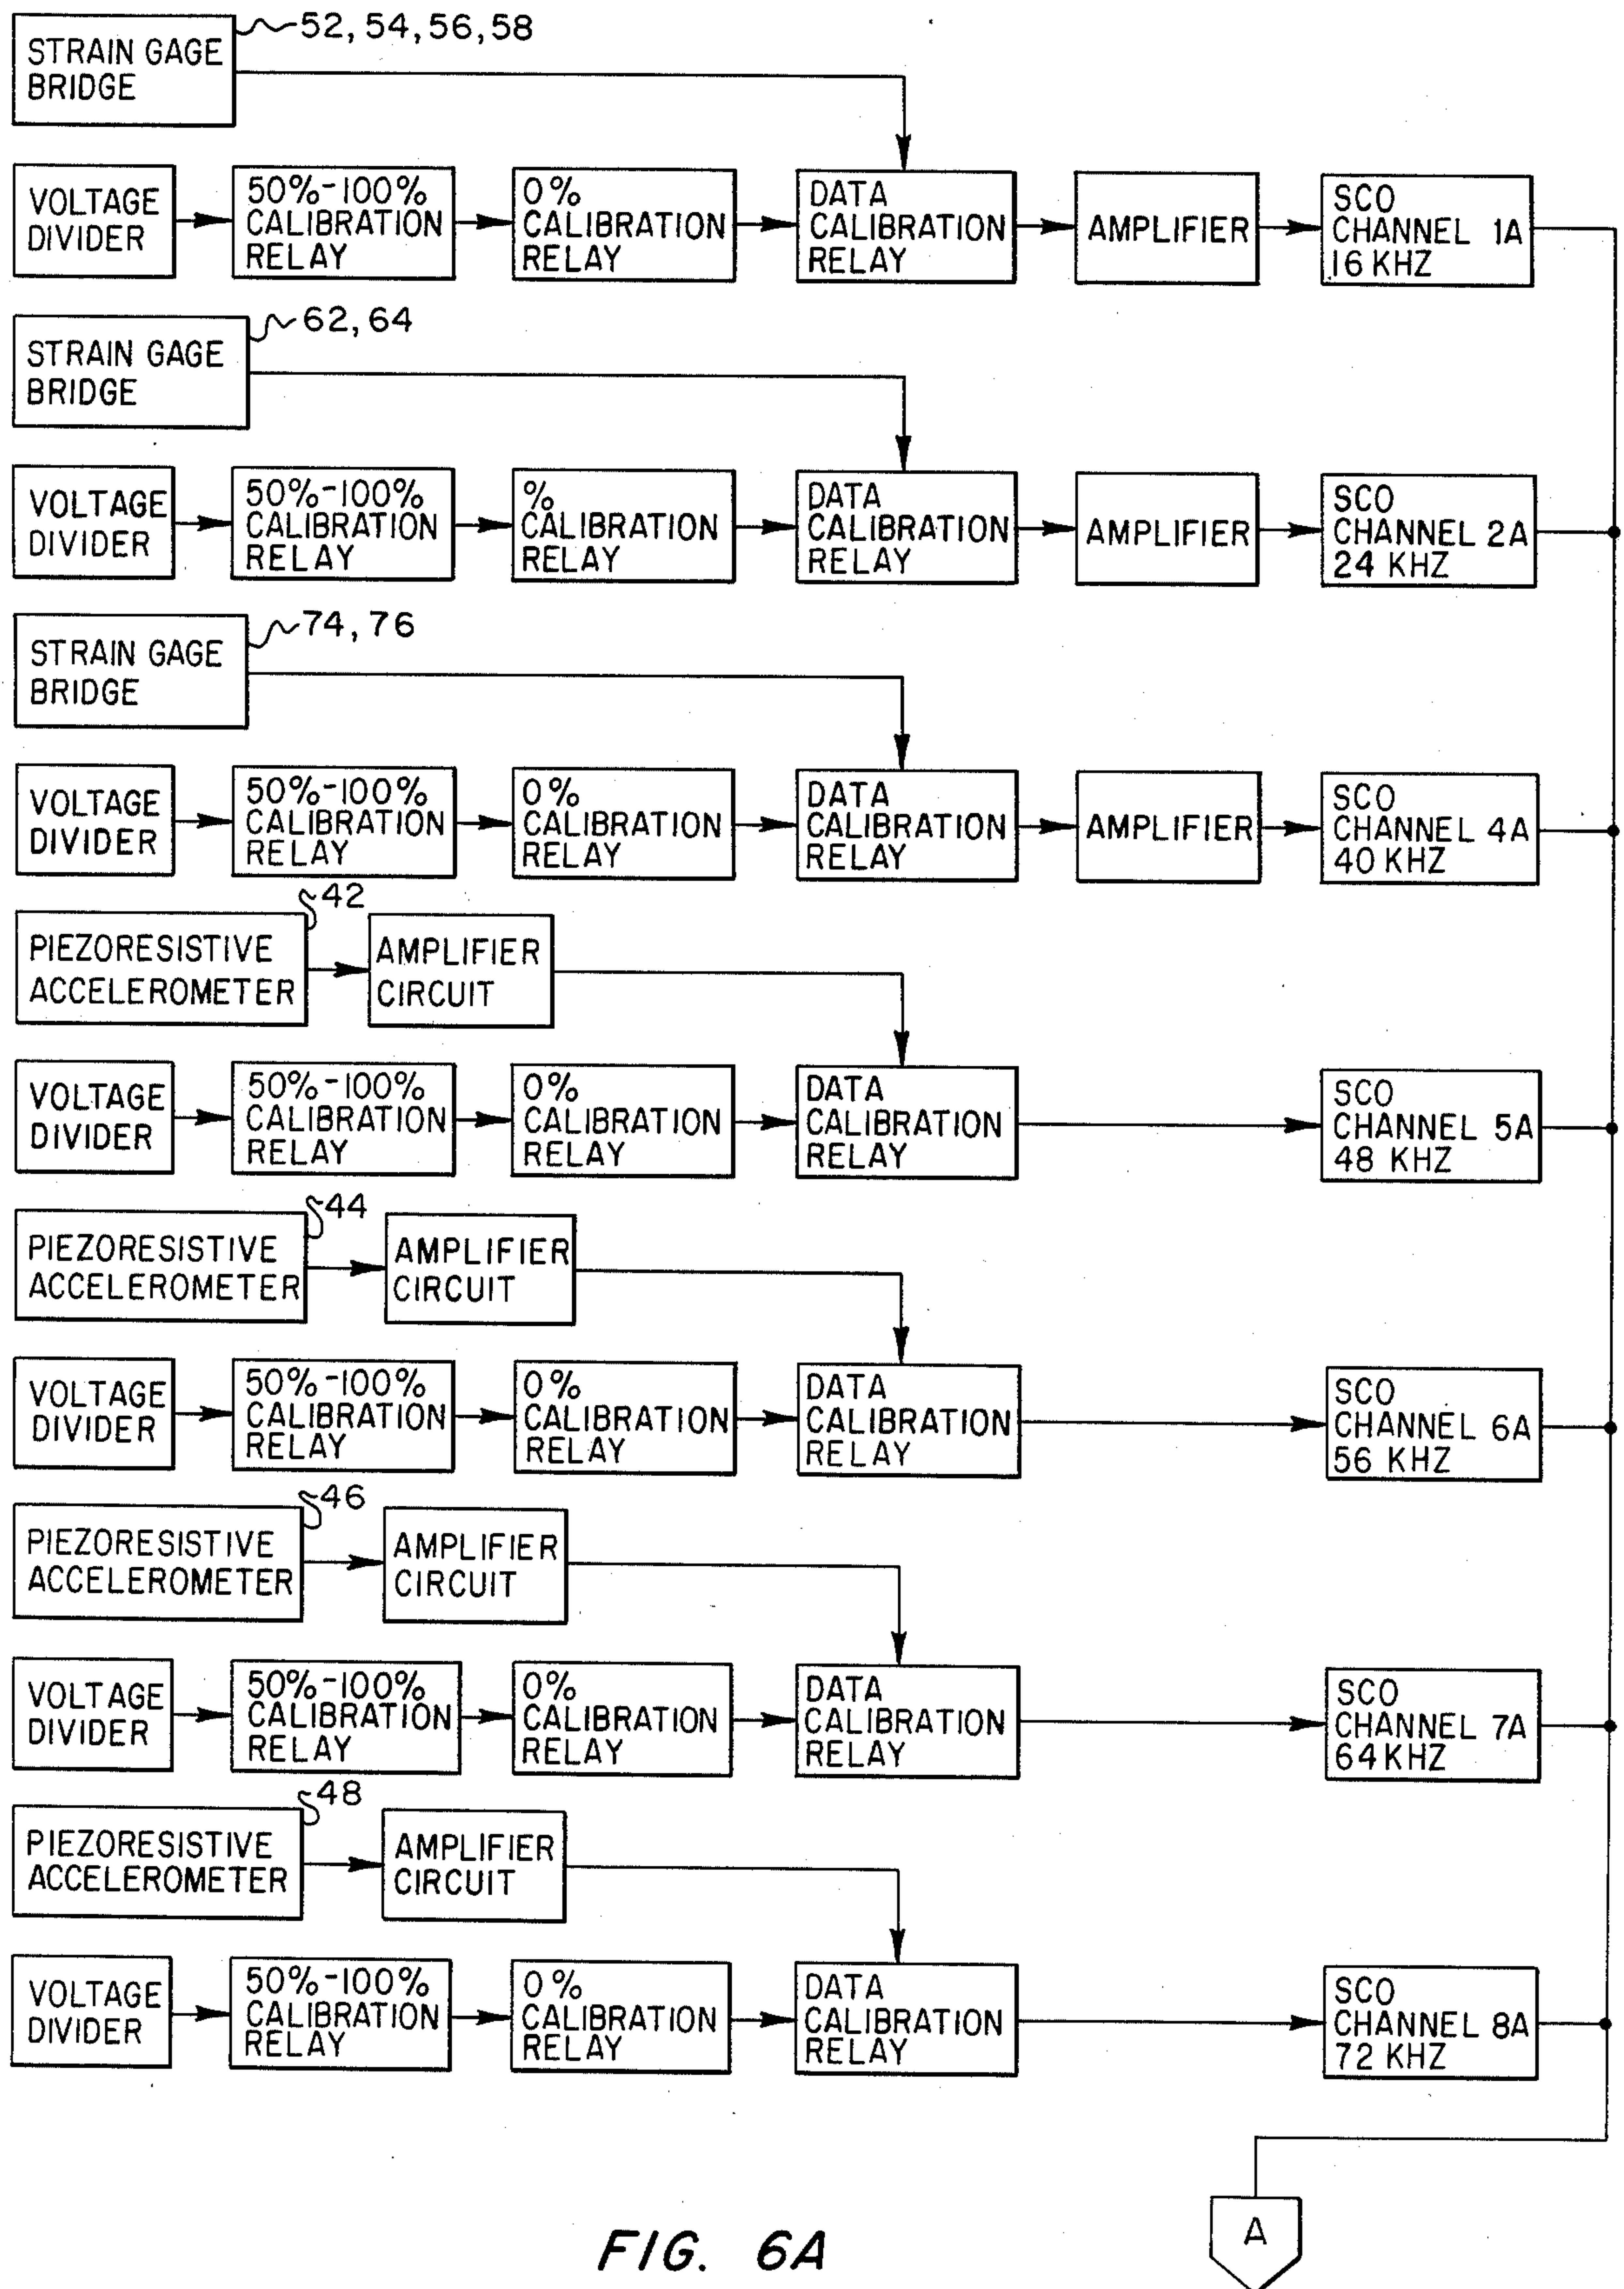 52, 54, 56, 58
STRAIN GAGE
BRIDGE
VOLTAGE
DIVIDER
50%-100%
CALIBRATION
RELAY
0%
CALIBRATION
RELAY
DATA
CALIBRATION
RELAY
AMPLIFIER
SCO
CHANNEL 1A
16 KHZ
62, 64
STRAIN GAGE
BRIDGE
VOLTAGE
DIVIDER
50%-100%
CALIBRATION
RELAY
%
CALIBRATION
RELAY
DATA
CALIBRATION
RELAY
AMPLIFIER
SCO
CHANNEL 2A
24 KHZ
74, 76
STRAIN GAGE
BRIDGE
VOLTAGE
DIVIDER
50%-100%
CALIBRATION
RELAY
0%
CALIBRATION
RELAY
DATA
CALIBRATION
RELAY
AMPLIFIER
SCO
CHANNEL 4A
40 KHZ
42
PIEZORESISTIVE
ACCELEROMETER
AMPLIFIER
CIRCUIT
VOLTAGE
DIVIDER
50%-100%
CALIBRATION
RELAY
0%
CALIBRATION
RELAY
DATA
CALIBRATION
RELAY
SCO
CHANNEL 5A
48 KHZ
44
PIEZORESISTIVE
ACCELEROMETER
AMPLIFIER
CIRCUIT
VOLTAGE
DIVIDER
50%-100%
CALIBRATION
RELAY
0%
CALIBRATION
RELAY
DATA
CALIBRATION
RELAY
SCO
CHANNEL 6A
56 KHZ
46
PIEZORESISTIVE
ACCELEROMETER
AMPLIFIER
CIRCUIT
VOLTAGE
DIVIDER
50%-100%
CALIBRATION
RELAY
0%
CALIBRATION
RELAY
DATA
CALIBRATION
RELAY
SCO
CHANNEL 7A
64 KHZ
48
PIEZORESISTIVE
ACCELEROMETER
AMPLIFIER
CIRCUIT
VOLTAGE
DIVIDER
50%-100%
CALIBRATION
RELAY
0%
CALIBRATION
RELAY
DATA
CALIBRATION
RELAY
SCO
CHANNEL 8A
72 KHZ
A
FIG. 6A